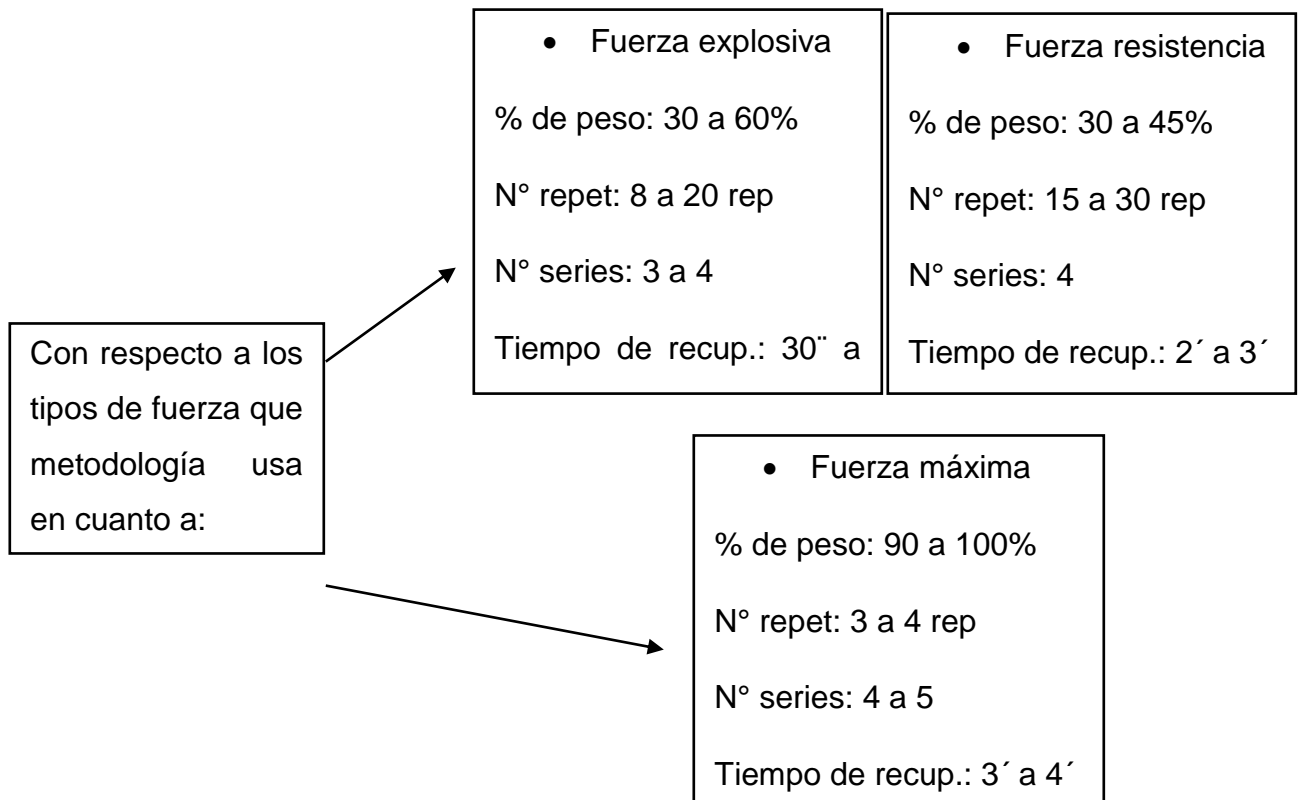 • Fuerza explosiva
% de peso: 30 a 60%
N° repet: 8 a 20 rep
N° series: 3 a 4
Tiempo de recup.: 30¨ a
• Fuerza resistencia
% de peso: 30 a 45%
N° repet: 15 a 30 rep
N° series: 4
Tiempo de recup.: 2´ a 3´
Con respecto a los
tipos de fuerza que
metodología usa
en cuanto a:
• Fuerza máxima
% de peso: 90 a 100%
N° repet: 3 a 4 rep
N° series: 4 a 5
Tiempo de recup.: 3´ a 4´